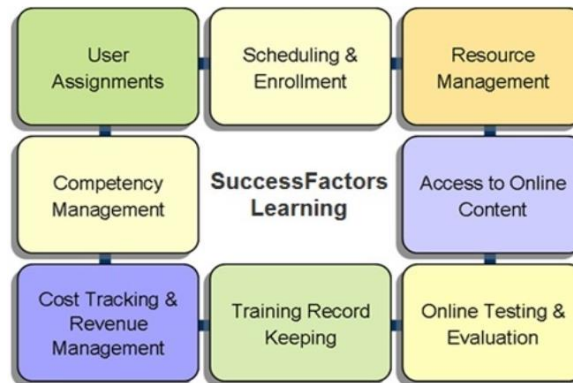 User
Assignments
Scheduling &
Enrollment
Resource
Management
Competency
Management
SuccessFactors
Learning
Access to Online
Content
Cost Tracking &
Revenue
Management
Training Record
Keeping
Online Testing &
Evaluation